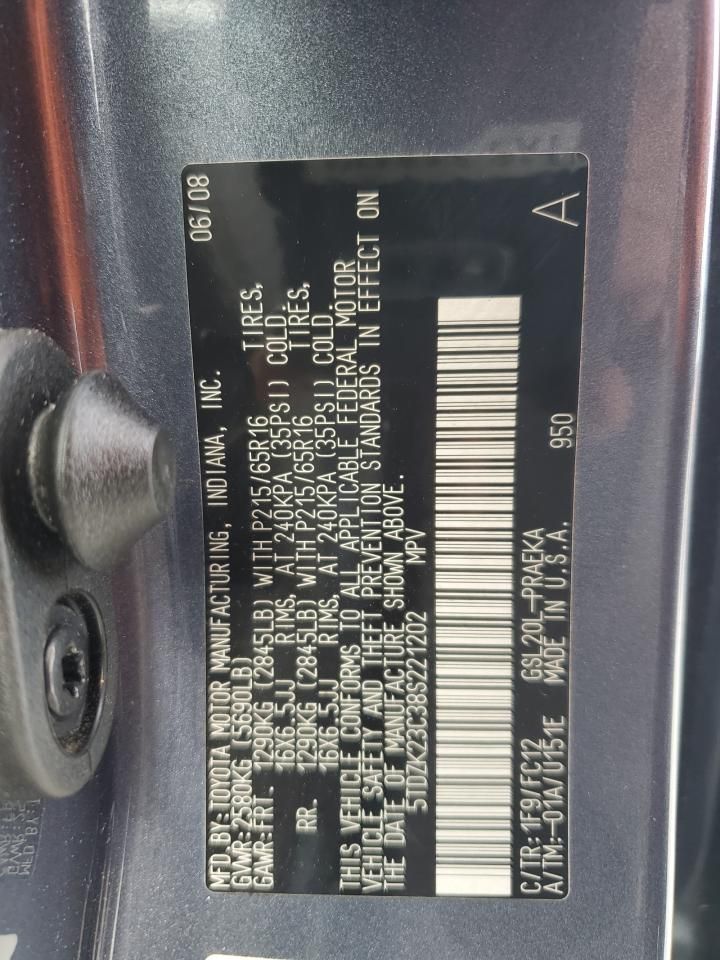 MFD.BY:TOYOTA MOTOR MANUFACTURING, INDIANA, INC. 06/08
GVWR:2580KG (5690LB)
GAWR:FRT. 1290KG (2845LB) WITH P215/65R16 TIRES,
16X6.5JJ RIMS, AT 240KPA (35PSI) COLD.
RR. 1290KG (2845LB) WITH P215/65R16 TIRES,
16X6.5JJ RIMS, AT 240KPA (35PSI) COLD.
THIS VEHICLE CONFORMS TO ALL APPLICABLE FEDERAL MOTOR
VEHICLE SAFETY AND THEFT PREVENTION STANDARDS IN EFFECT ON
THE DATE OF MANUFACTURE SHOWN ABOVE.
5TDZK23C38S221202 MPV
C/TR:1F9/FC12 GSL20L-PRAEKA
A/TM:-01A/U151E MADE IN U.S.A. 950 A